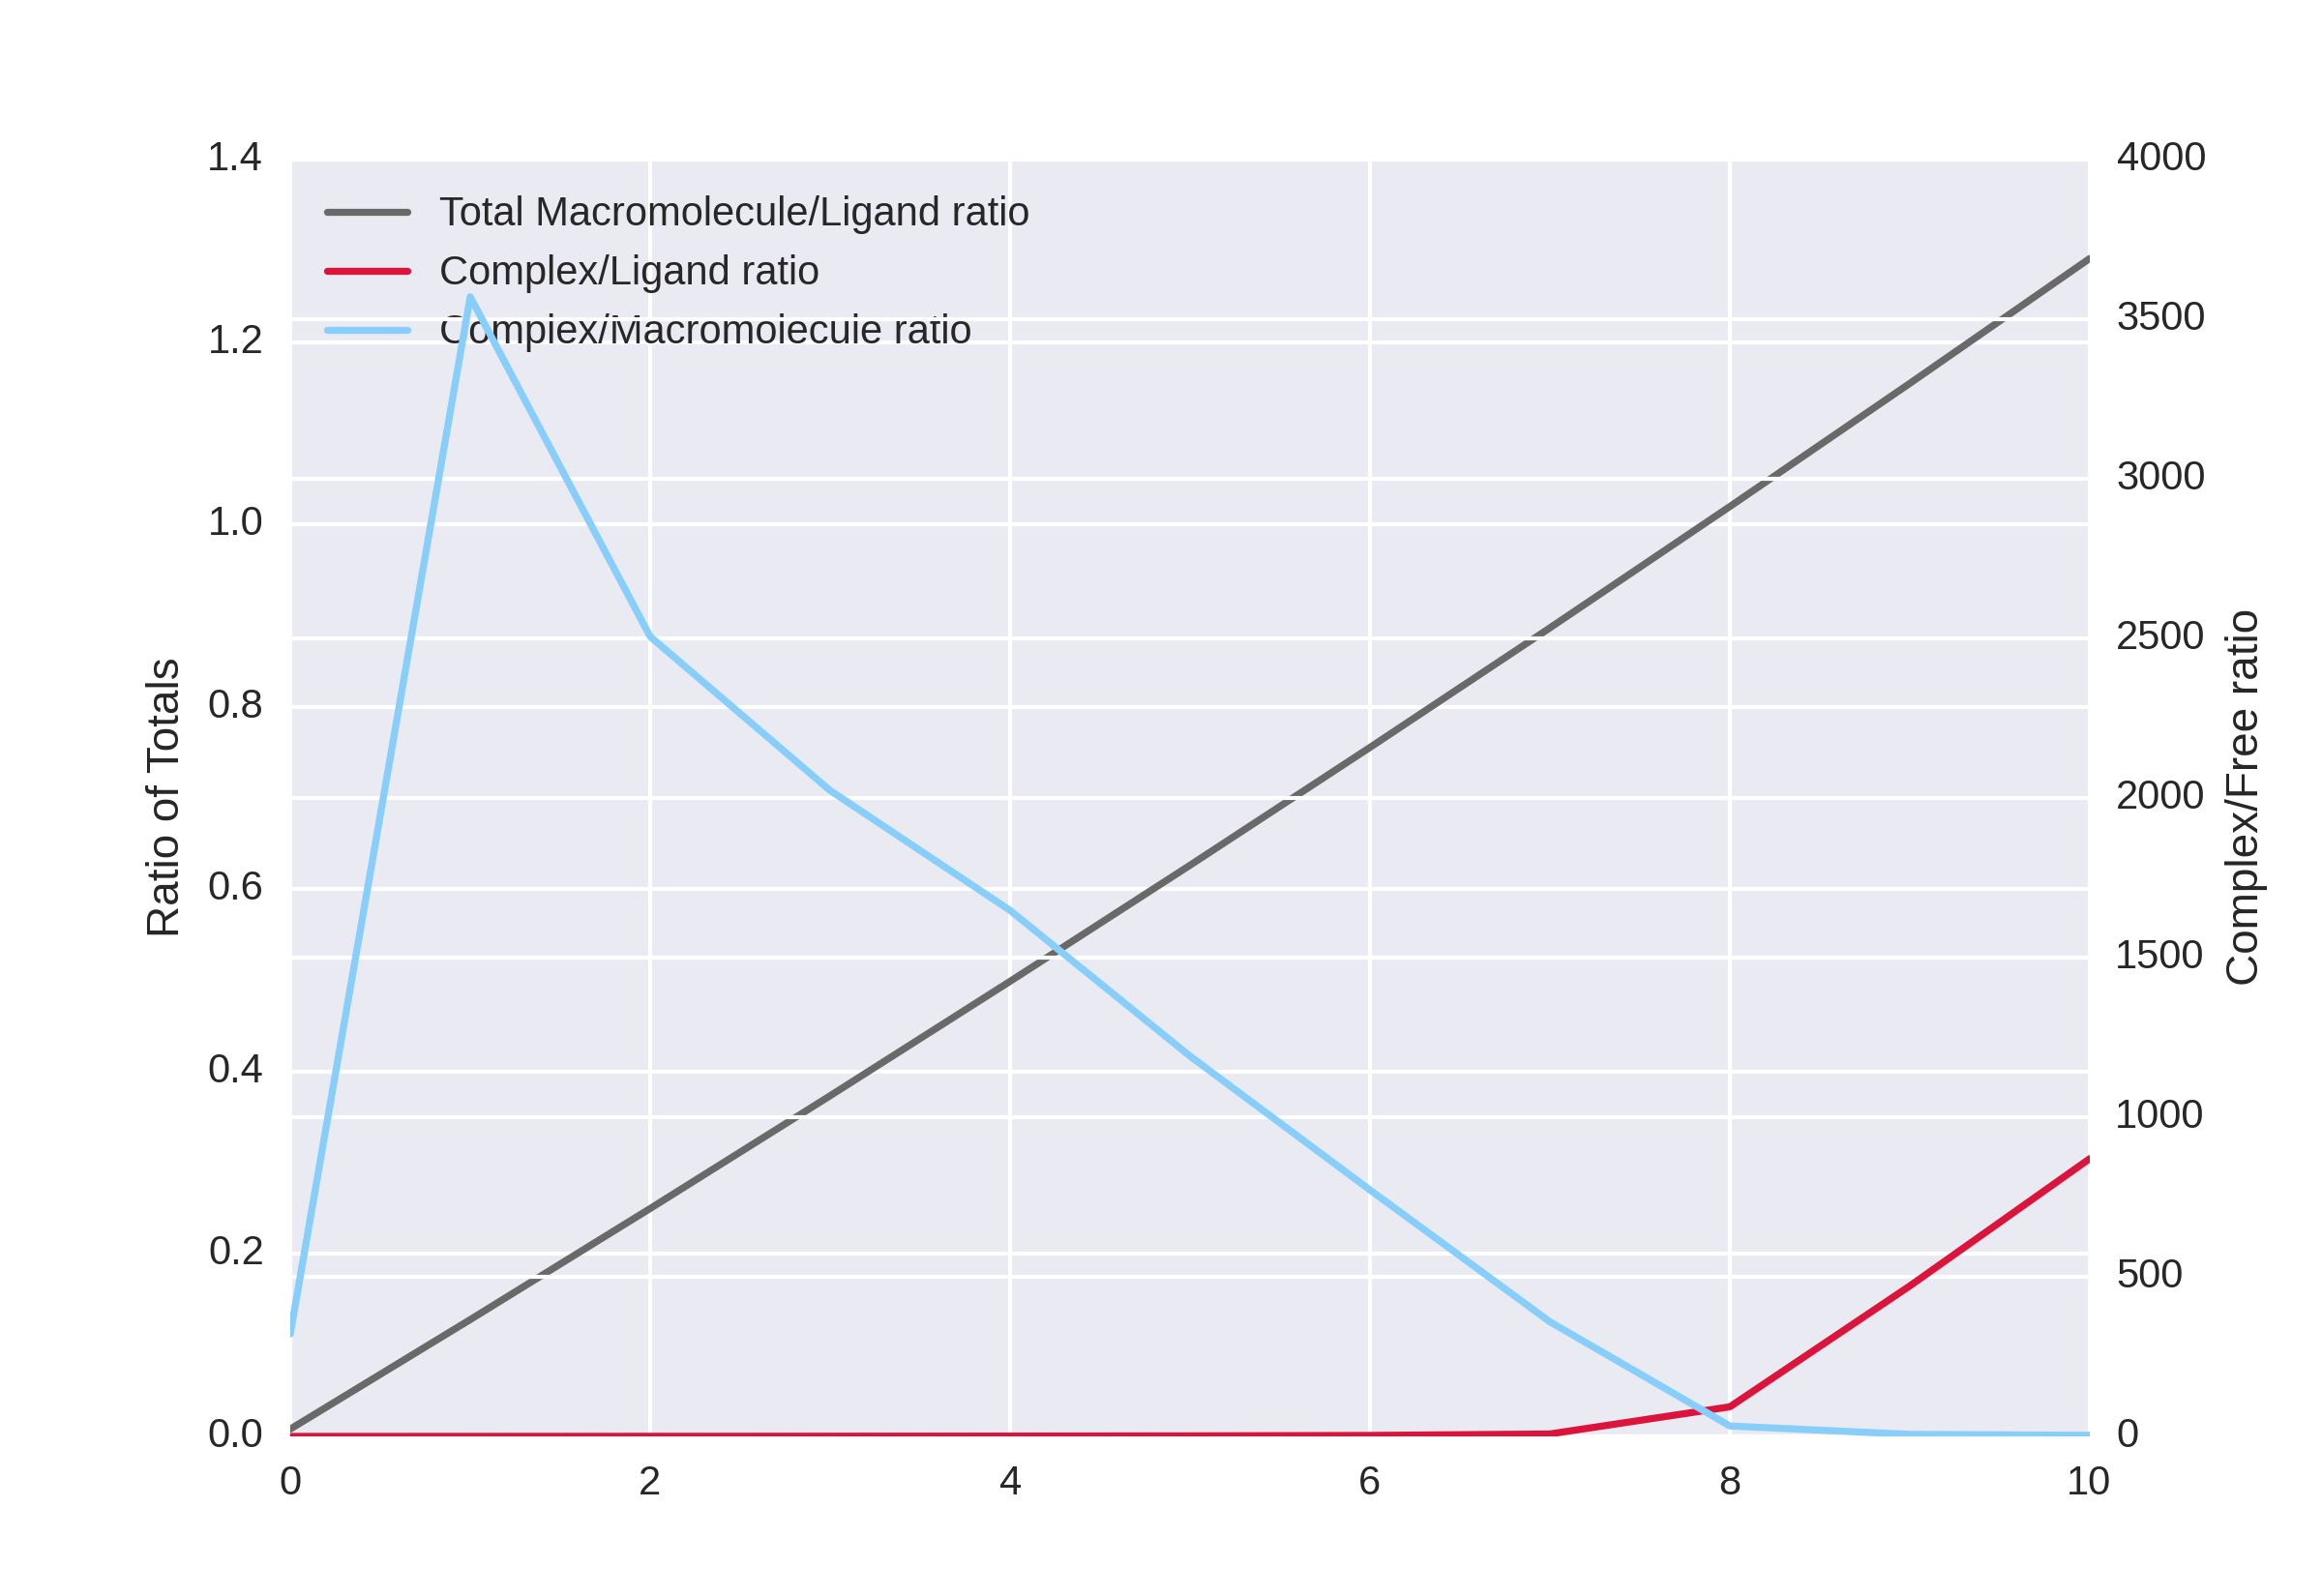 1.4
1.2
1.0
0.8
0.6
0.4
0.2
0.0
Ratio of Totals
Total Macromolecule/Ligand ratio
Complex/Ligand ratio
Complex/Macromolecule ratio
4000
3500
3000
2500
2000
1500
1000
500
0
Complex/Free ratio
0 2 4 6 8 10